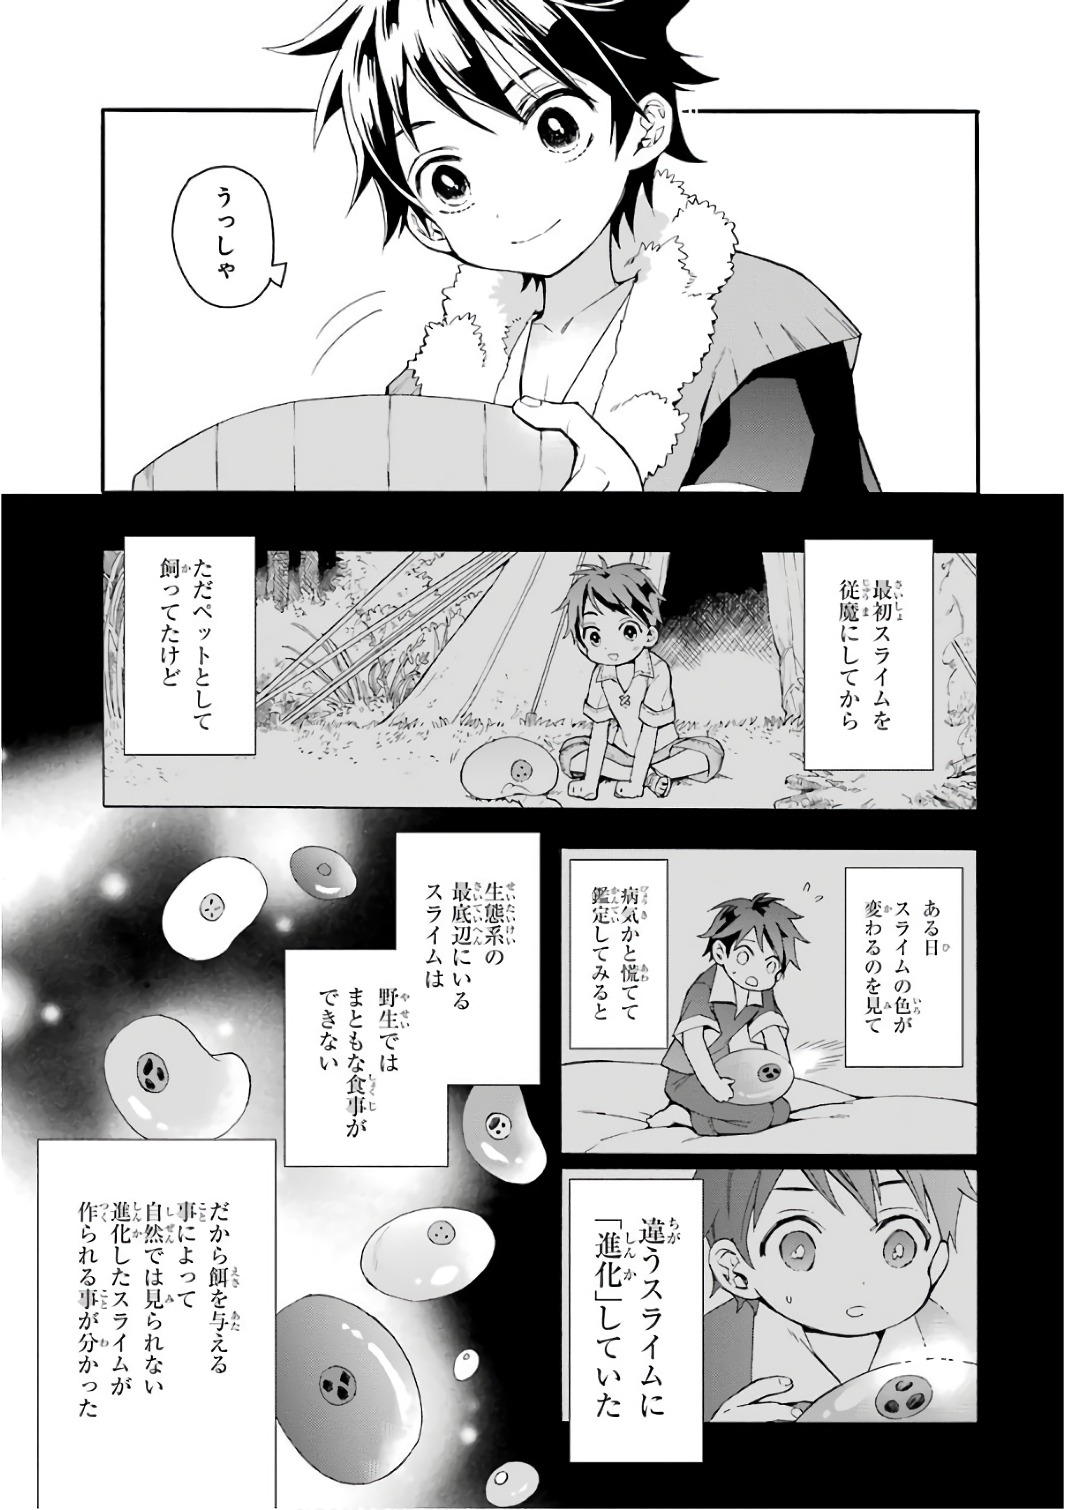 うっしゃ
最初スライムを
従魔にしてから
ただペットとして
飼ってたけど
ある日
スライムの色が
変わるのを見て
病気かと慌てて
鑑定してみると
違うスライムに
「進化」していた
生態系の
最底辺にいる
スライムは
野生では
まともな食事が
できない
だから餌を与える
事によって
自然では見られない
進化したスライムが
作られる事が分かった